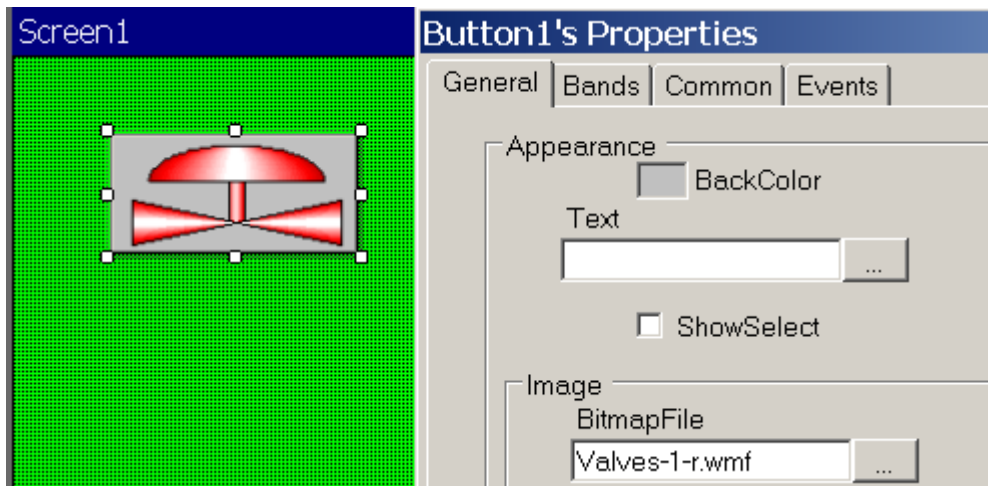 Screen1
Button1's Properties
General Bands Common Events
Appearance
BackColor
Text
...
ShowSelect
Image
BitmapFile
Valves-1-r.wmf ...